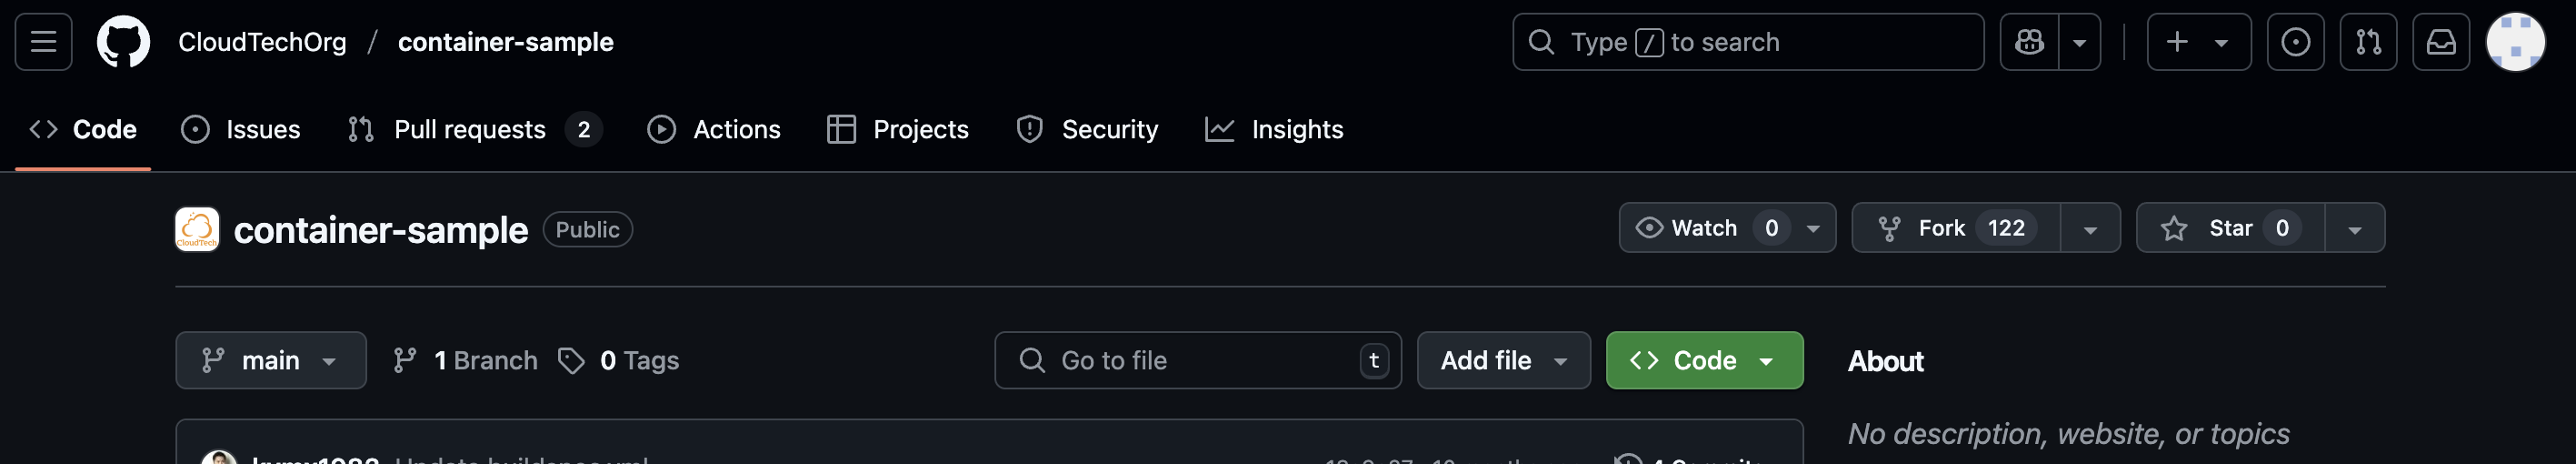 CloudTechOrg / container-sample
Type / to search
Code Issues Pull requests 2 Actions Projects Security Insights
CloudTech
container-sample Public
Watch 0 Fork 122 Star 0
main 1 Branch 0 Tags
Go to file t Add file Code
About
No description, website, or topics